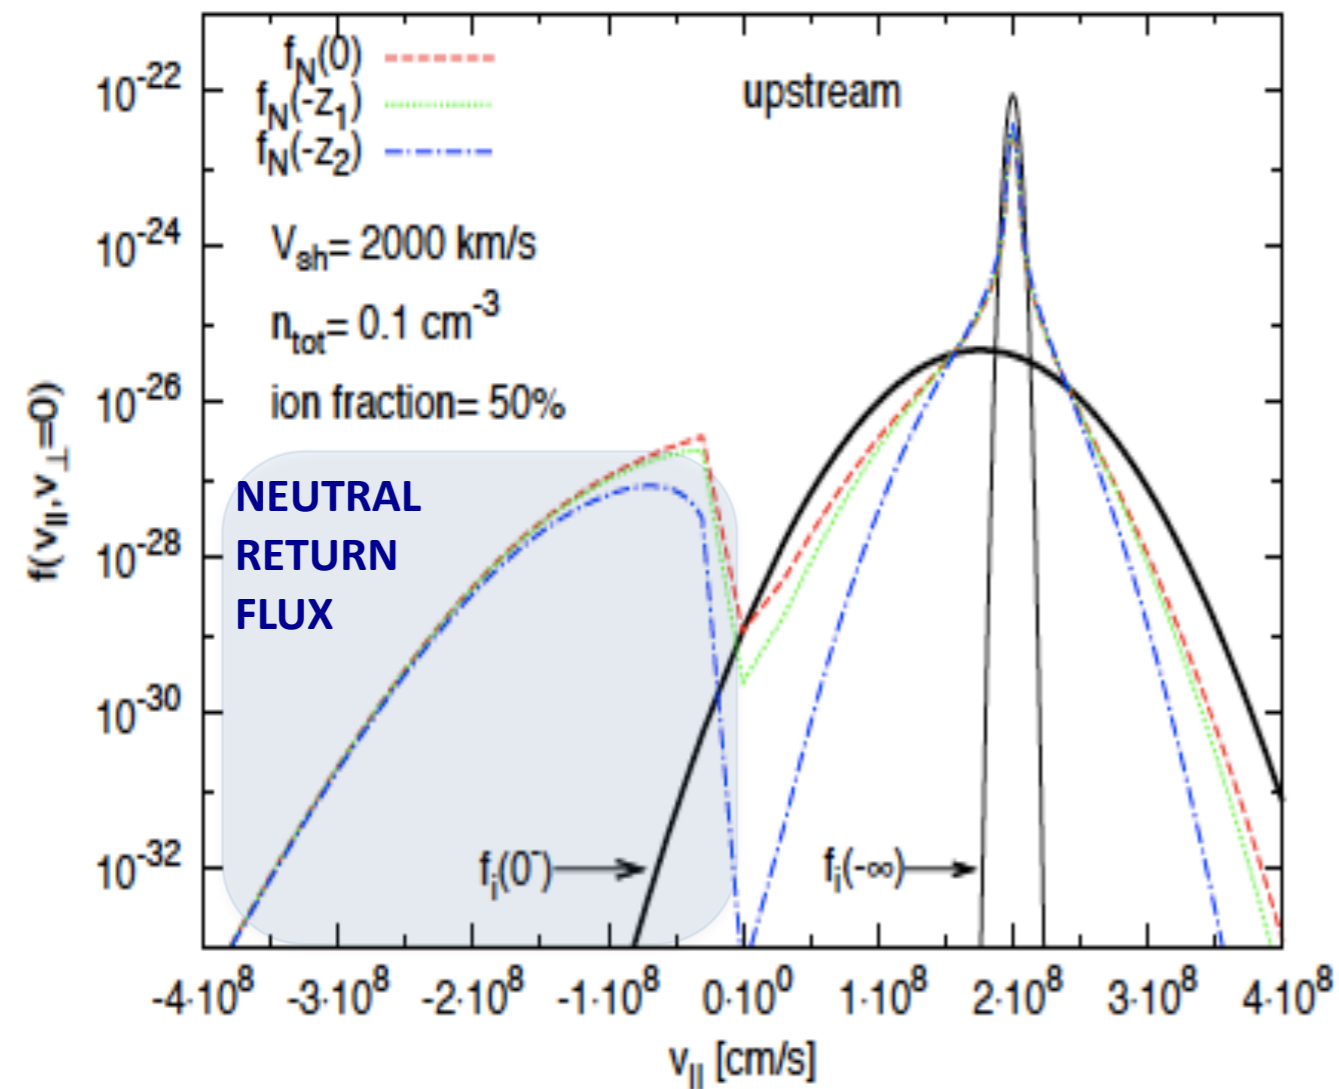 f_N(0)
f_N(-z_1)
f_N(-z_2)
upstream
V_sh= 2000 km/s
n_tot= 0.1 cm^-3
ion fraction= 50%
NEUTRAL
RETURN
FLUX
f_i(0^-)
f_i(-∞)
10^-22
10^-24
10^-26
10^-28
10^-30
10^-32
f(v_||,v_⊥=0)
-4·10^8 -3·10^8 -2·10^8 -1·10^8 0·10^0 1·10^8 2·10^8 3·10^8 4·10^8
v_|| [cm/s]